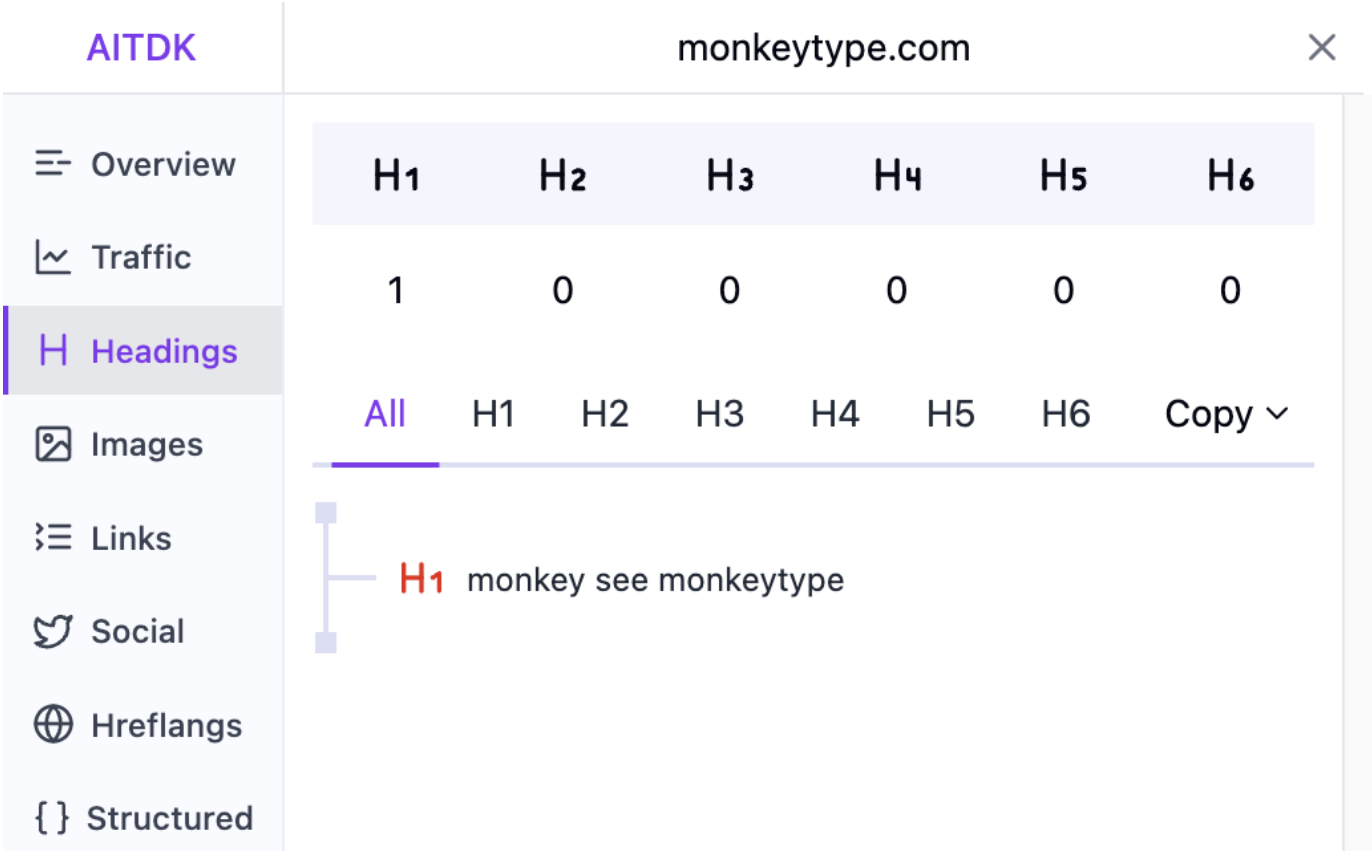 AITDK
monkeytype.com
Overview
Traffic
Headings
Images
Links
Social
Hreflangs
Structured
H1 H2 H3 H4 H5 H6
1 0 0 0 0 0
All H1 H2 H3 H4 H5 H6 Copy
H1 monkey see monkeytype